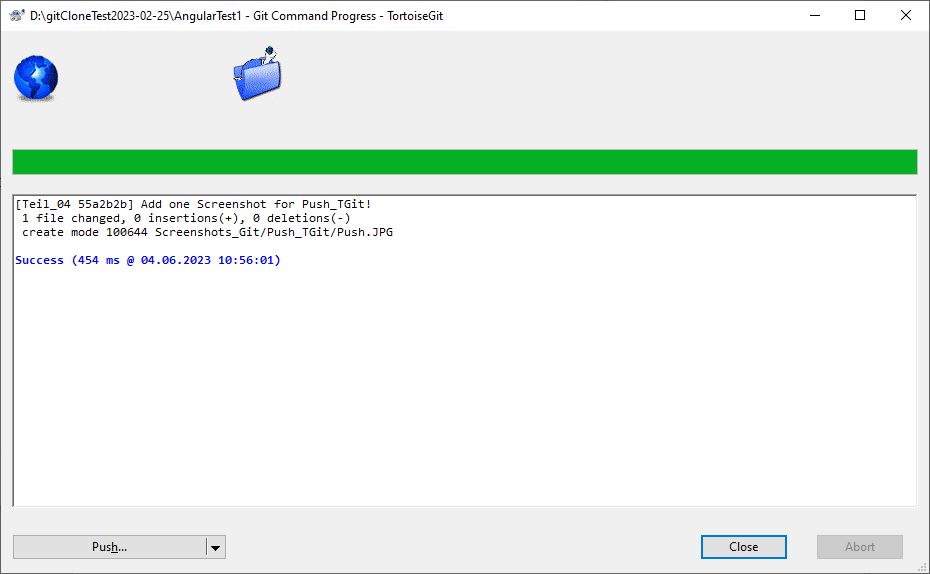 D:\gitCloneTest2023-02-25\AngularTest1 - Git Command Progress - TortoiseGit
[Teil_04 55a2b2b] Add one Screenshot for Push_TGit!
1 file changed, 0 insertions(+), 0 deletions(-)
create mode 100644 Screenshots_Git/Push_TGit/Push.JPG
Success (454 ms @ 04.06.2023 10:56:01)
Push... Close Abort